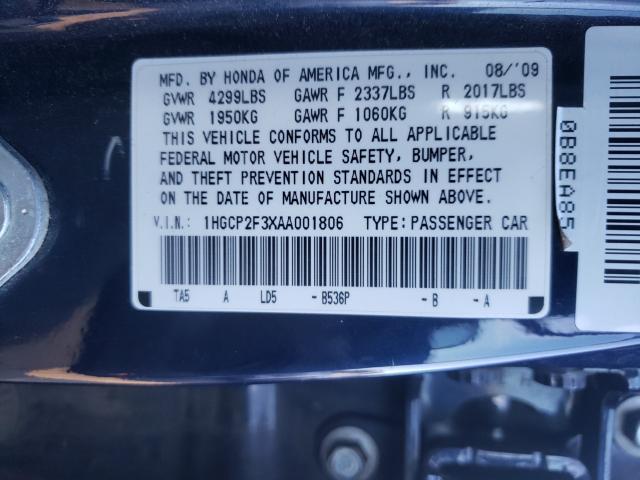 MFD. BY HONDA OF AMERICA MFG., INC. 08/'09
GVWR 4299LBS GAWR F 2337LBS R 2017LBS
GVWR 1950KG GAWR F 1060KG R 915KG
THIS VEHICLE CONFORMS TO ALL APPLICABLE
FEDERAL MOTOR VEHICLE SAFETY, BUMPER,
AND THEFT PREVENTION STANDARDS IN EFFECT
ON THE DATE OF MANUFACTURE SHOWN ABOVE.
V.I.N.: 1HGCP2F3XAA001806 TYPE:PASSENGER CAR
TA5 A LD5 -B536P -B -A
0B8EA85